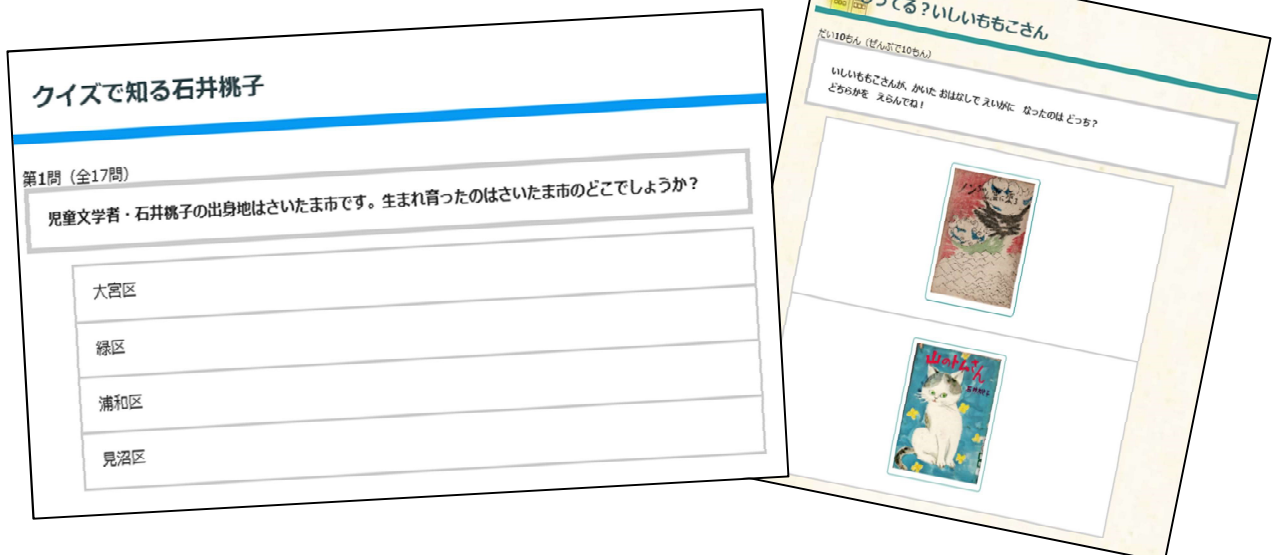 クイズで知る石井桃子
第1問（全17問）
児童文学者・石井桃子の出身地はさいたま市です。生まれ育ったのはさいたま市のどこでしょうか？
大宮区
緑区
浦和区
見沼区
ってる？いしいももこさん
だい10もん（ぜんぶで10もん）
いしいももこさんが、かいた おはなしで えいがに なったのは どっち？
どちらかを えらんでね！
山のトムさん
石井桃子